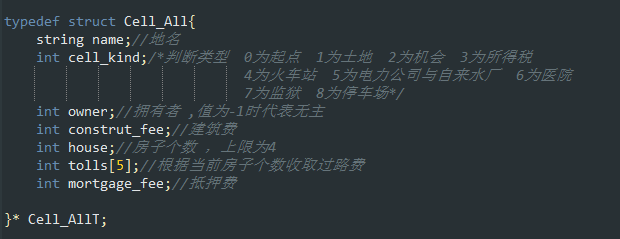 typedef struct Cell_All{
string name;//地名
int cell_kind;/*判断类型 0为起点 1为土地 2为机会 3为所得税
4为火车站 5为电力公司与自来水厂 6为医院
7为监狱 8为停车场*/
int owner;//拥有者 ,值为-1时代表无主
int construt_fee;//建筑费
int house;//房子个数 , 上限为4
int tolls[5];//根据当前房子个数收取过路费
int mortgage_fee;//抵押费
}* Cell_AllT;